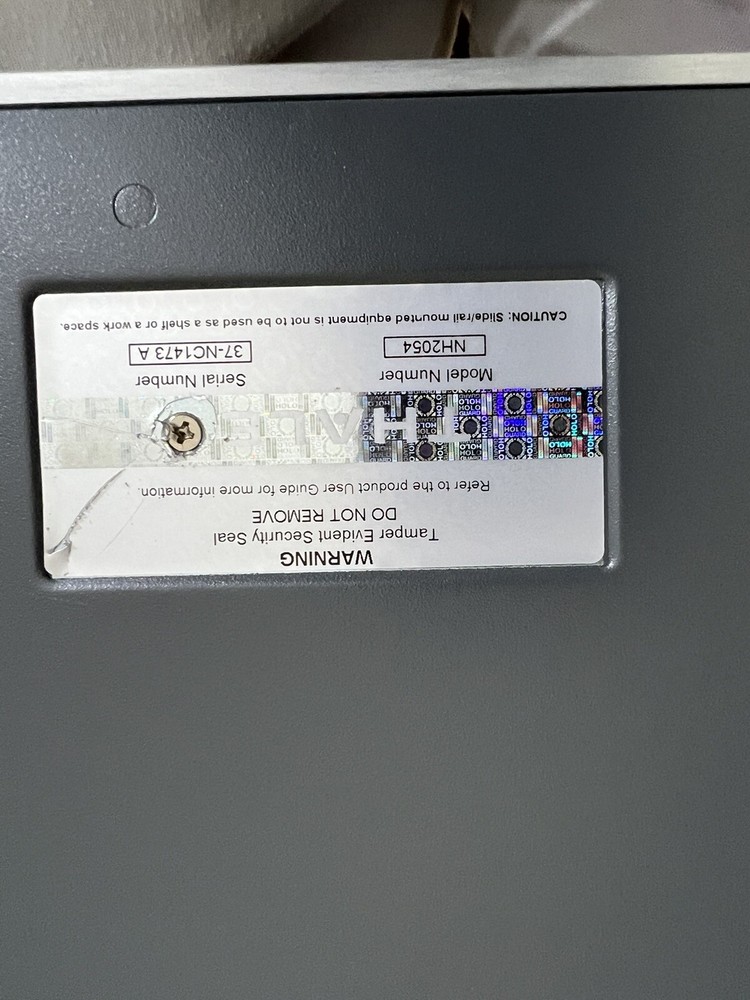 WARNING
Tamper Evident Security Seal
DO NOT REMOVE
Refer to the product User Guide for more information.
THALE
Model Number
Serial Number
NH2054
37-NC1473 A
CAUTION: Slide/rail mounted equipment is not to be used as a shelf or a work space.